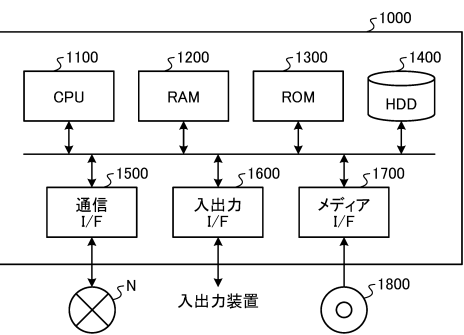 1000
1100
1200
1300
1400
CPU
RAM
ROM
HDD
1500
1600
1700
通信
I/F
入出力
I/F
メディア
I/F
N
入出力装置
1800